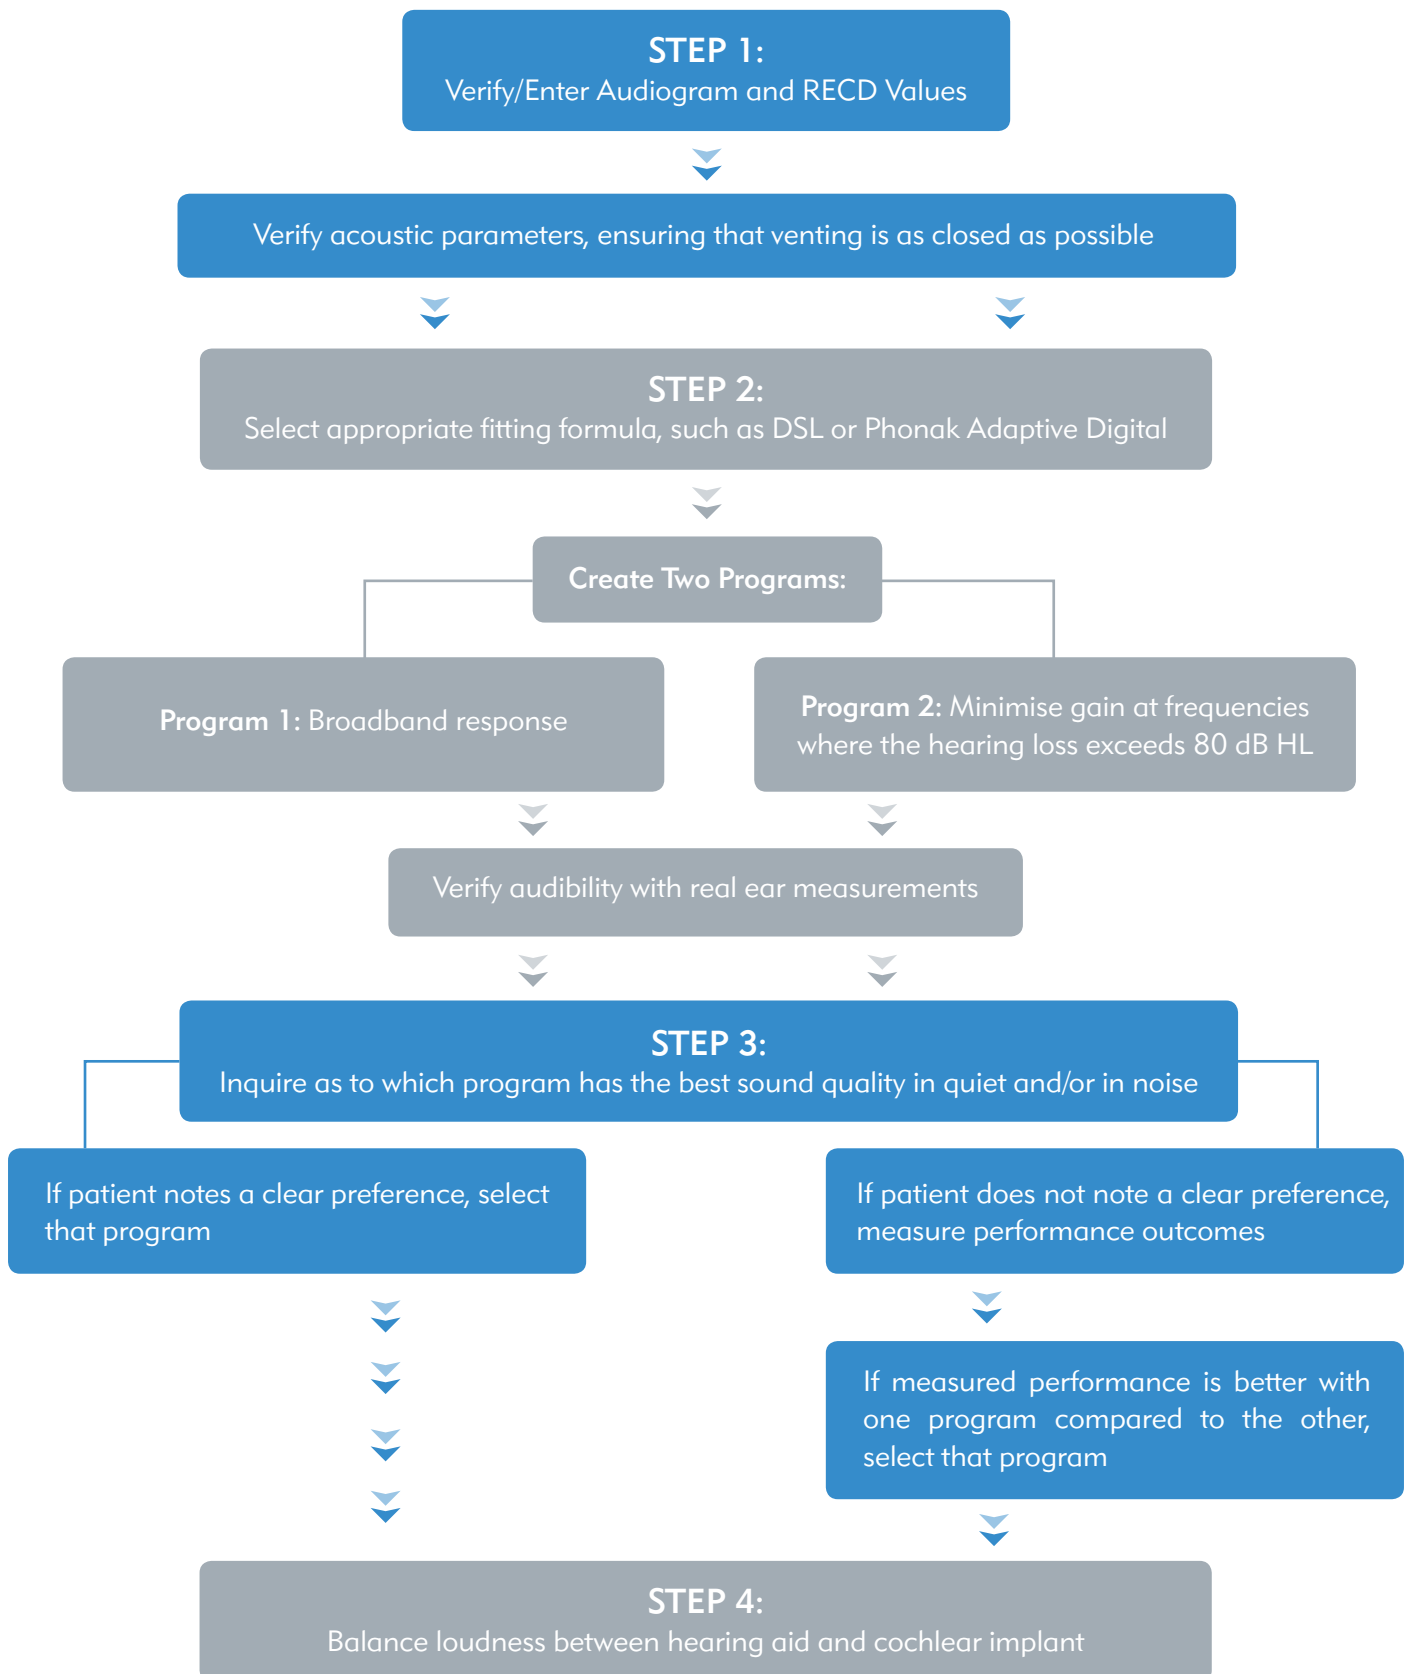 STEP 1:
Verify/Enter Audiogram and RECD Values
Verify acoustic parameters, ensuring that venting is as closed as possible
STEP 2:
Select appropriate fitting formula, such as DSL or Phonak Adaptive Digital
Create Two Programs:
Program 1: Broadband response
Program 2: Minimise gain at frequencies
where the hearing loss exceeds 80 dB HL
Verify audibility with real ear measurements
STEP 3:
Inquire as to which program has the best sound quality in quiet and/or in noise
If patient notes a clear preference, select
that program
If patient does not note a clear preference,
measure performance outcomes
If measured performance is better with
one program compared to the other,
select that program
STEP 4:
Balance loudness between hearing aid and cochlear implant